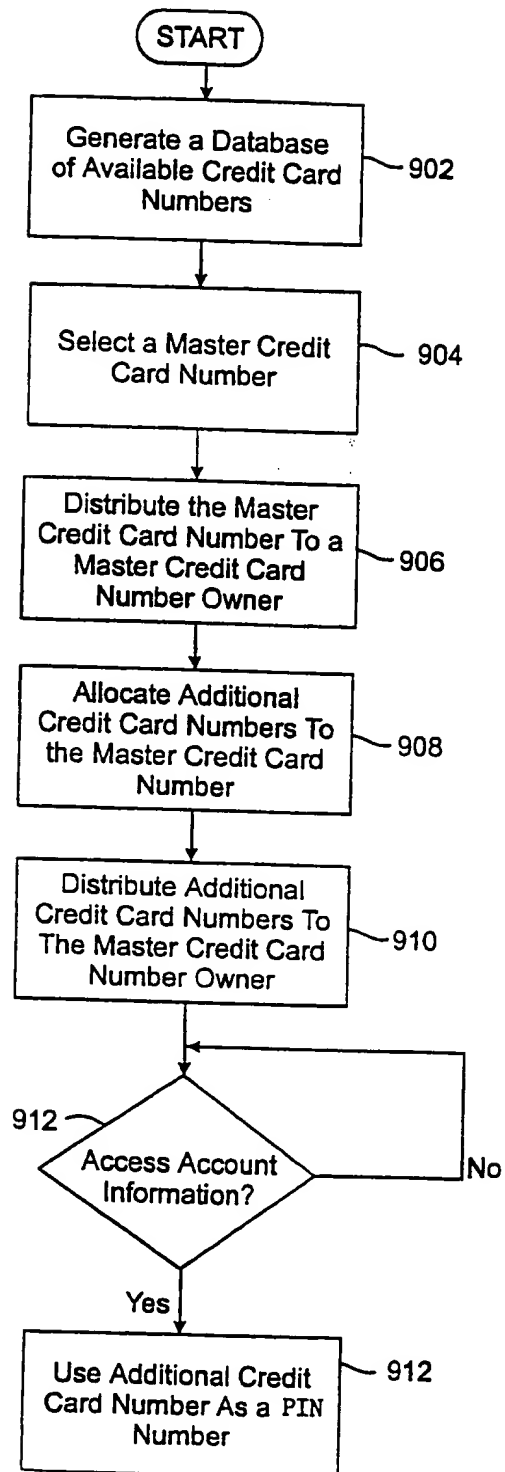 START
Generate a Database
of Available Credit Card
Numbers
902
Select a Master Credit
Card Number
904
Distribute the Master
Credit Card Number To a
Master Credit Card
Number Owner
906
Allocate Additional
Credit Card Numbers To
the Master Credit Card
Number
908
Distribute Additional
Credit Card Numbers To
The Master Credit Card
Number Owner
910
912
Access Account
Information?
No
Yes
Use Additional Credit
Card Number As a PIN
Number
912